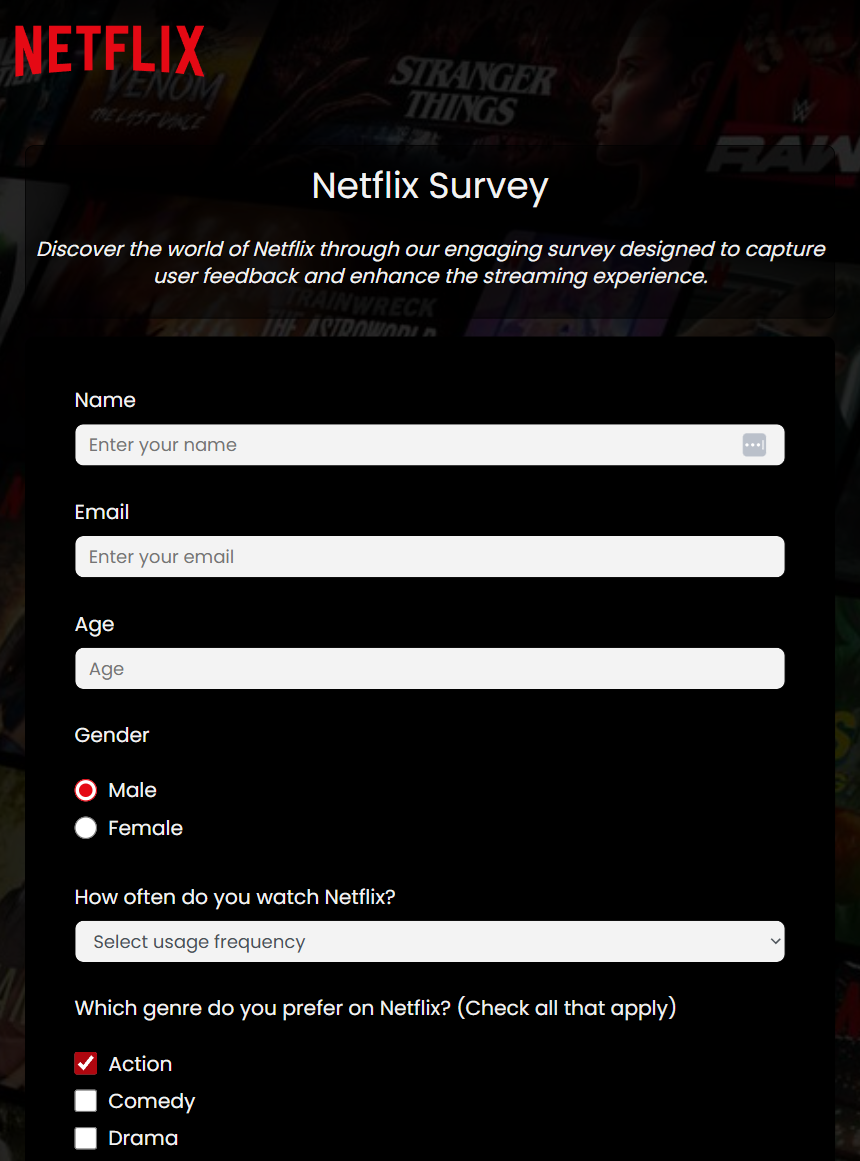 NETFLIX
VENOM
THE LAST DANCE
STRANGER
THINGS
RAW
Netflix Survey
Discover the world of Netflix through our engaging survey designed to capture
user feedback and enhance the streaming experience.
TRAINWRECK
THE ASTROWORLD
Name
Enter your name
Email
Enter your email
Age
Age
Gender
Male
Female
How often do you watch Netflix?
Select usage frequency
Which genre do you prefer on Netflix? (Check all that apply)
Action
Comedy
Drama